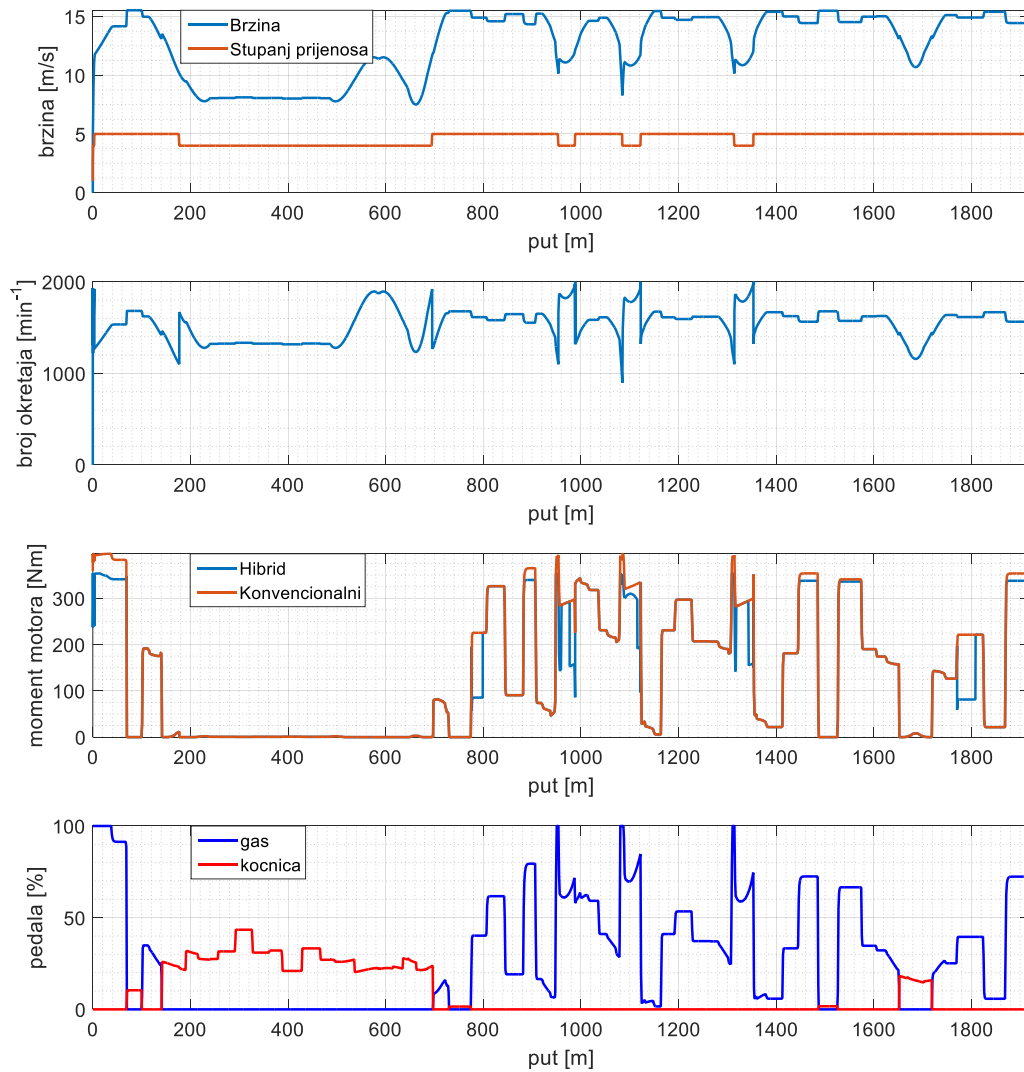 15
10
5
0
brzina [m/s]
Brzina
Stupanj prijenosa
0 200 400 600 800 1000 1200 1400 1600 1800
put [m]
2000
1000
0
broj okretaja [min⁻¹]
0 200 400 600 800 1000 1200 1400 1600 1800
put [m]
300
200
100
0
moment motora [Nm]
Hibrid
Konvencionalni
0 200 400 600 800 1000 1200 1400 1600 1800
put [m]
100
50
0
pedala [%]
gas
kocnica
0 200 400 600 800 1000 1200 1400 1600 1800
put [m]